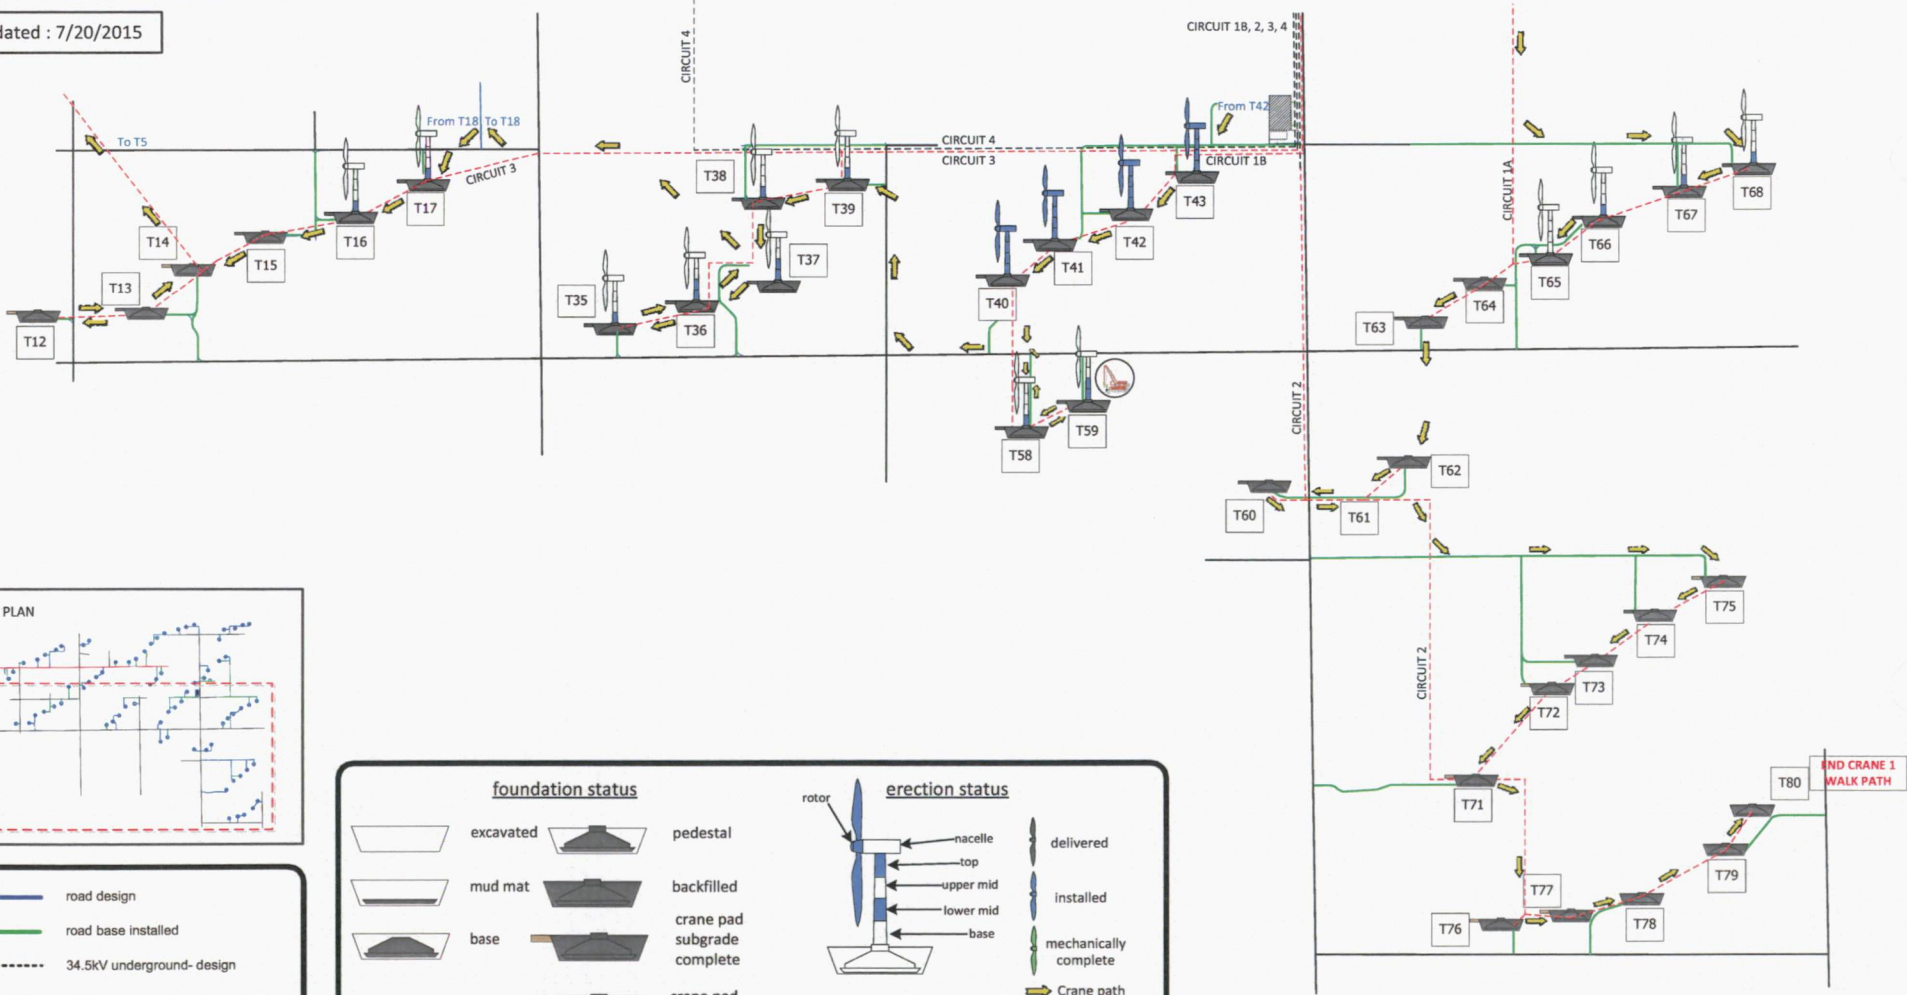 dated : 7/20/2015
CIRCUIT 4
CIRCUIT 1B, 2, 3, 4
From T18
To T18
To T5
From T42
CIRCUIT 4
CIRCUIT 3
CIRCUIT 1B
CIRCUIT 3
CIRCUIT 1A
T38
T39
T43
T68
T17
T67
T14
T16
T42
T66
T15
T37
T41
T65
T13
T35
T40
T64
T12
T36
T63
CIRCUIT 2
T59
T58
T62
T60
T61
PLAN
T75
T74
CIRCUIT 2
T73
T72
END CRANE 1
WALK PATH
T80
T71
T79
T77
T78
T76
foundation status
excavated
pedestal
mud mat
backfilled
base
crane pad
subgrade
complete
crane pad
erection status
rotor
nacelle
top
upper mid
lower mid
base
delivered
installed
mechanically
complete
Crane path
road design
road base installed
34.5kV underground- design